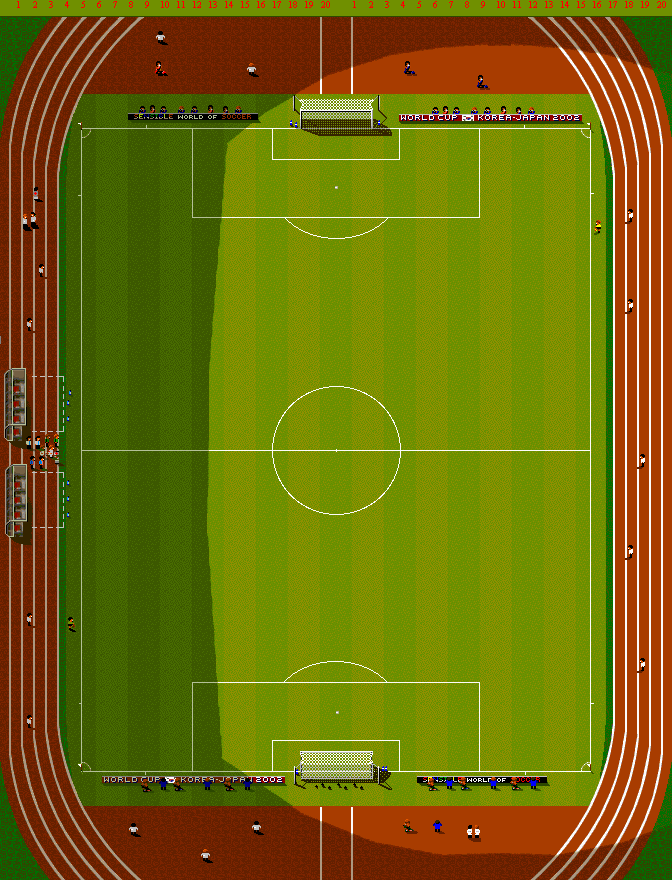 1 2 3 4 5 6 7 8 9 10 11 12 13 14 15 16 17 18 19 20 1 2 3 4 5 6 7 8 9 10 11 12 13 14 15 16 17 18 19 20
SENSIBLE WORLD OF SOCCER
WORLD CUP KOREA-JAPAN 2002
WORLD CUP KOREA-JAPAN 2002
WORLD OF SOCCER